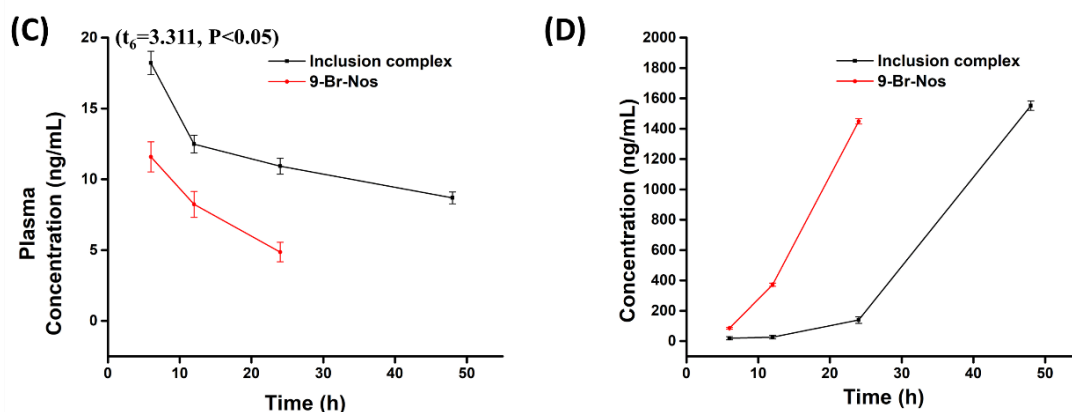 (C)
(t6=3.311, P<0.05)
Inclusion complex
9-Br-Nos
20
15
10
5
0
Plasma
Concentration (ng/mL)
0 10 20 30 40 50
Time (h)
(D)
Inclusion complex
9-Br-Nos
2000
1800
1600
1400
1200
1000
800
600
400
200
0
Concentration (ng/mL)
0 10 20 30 40 50
Time (h)